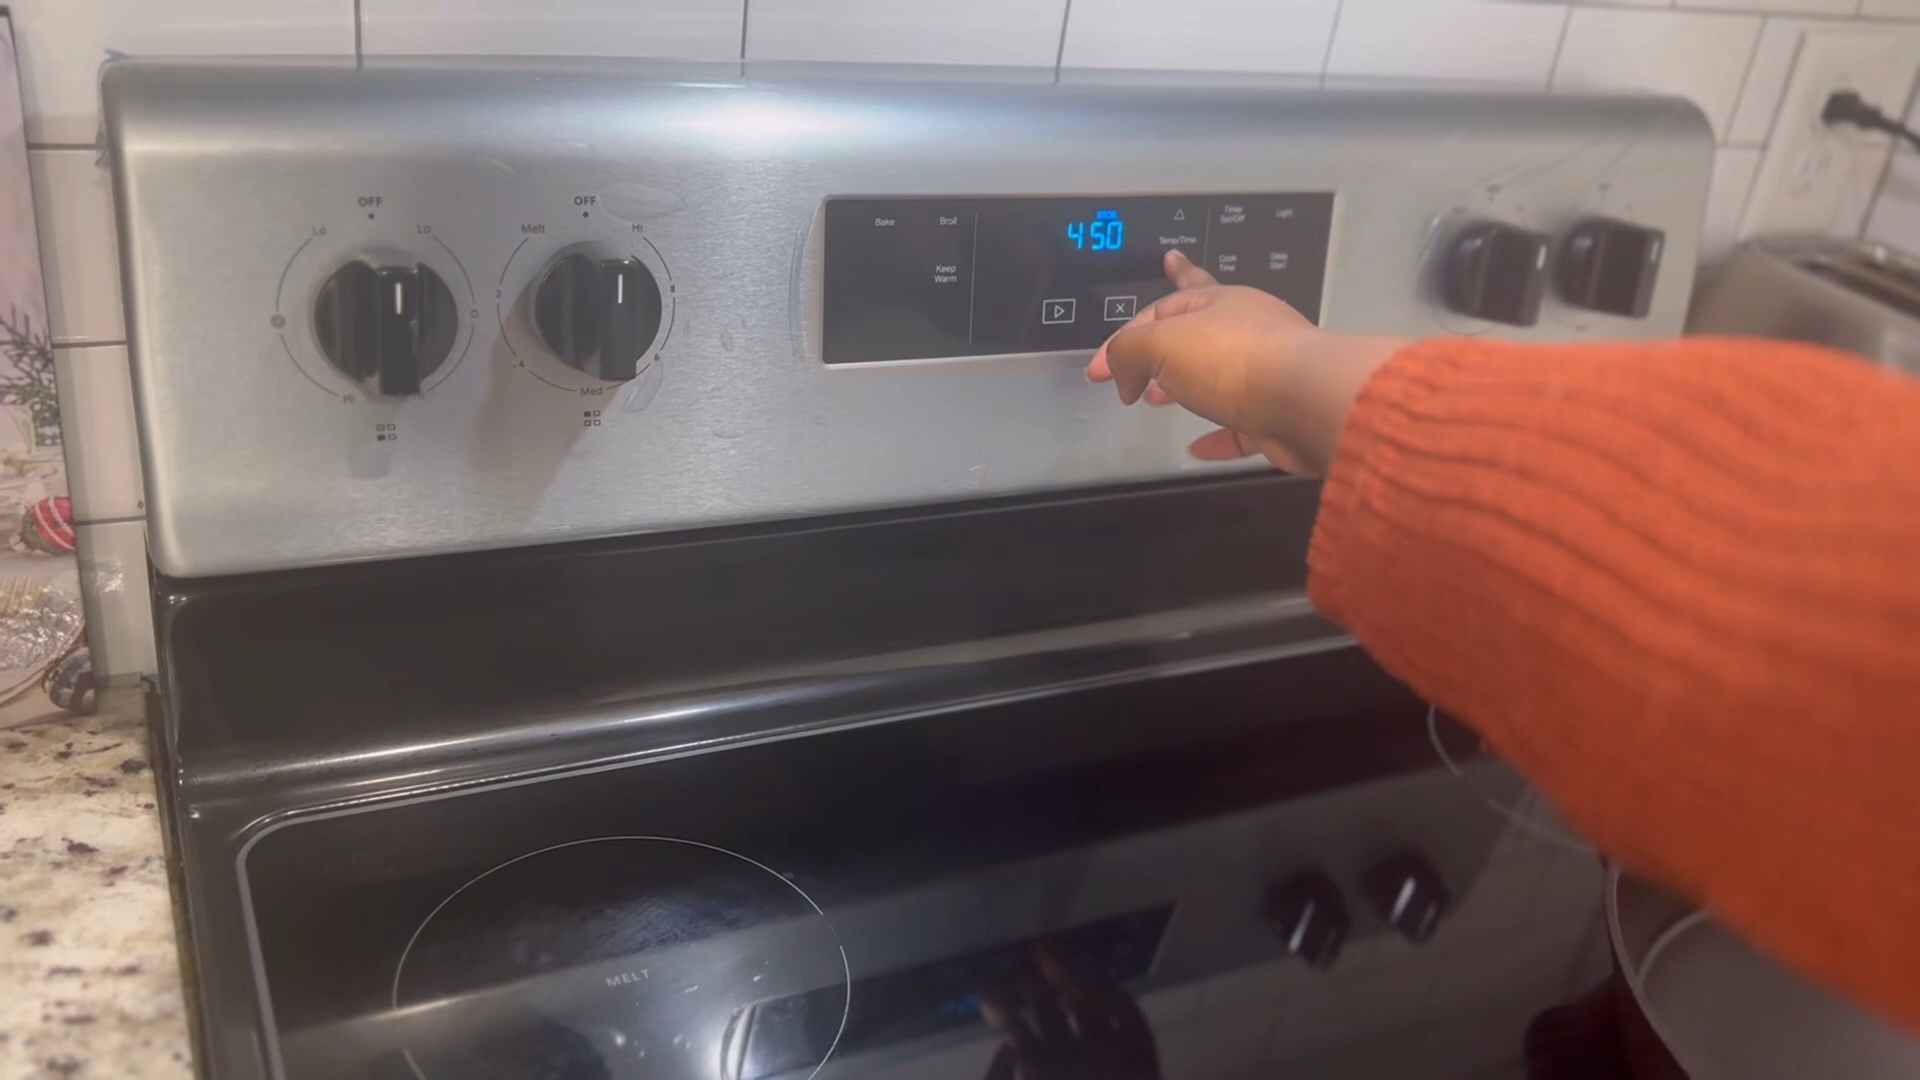 OFF
Lo
Lo
Hi
OFF
Melt
Hi
2
8
.4
6
Med
Bake
Broil
Keep
Warm
BROIL
450
Temp/Time
Timer
Set/Off
Light
Cook
Time
Delay
Start
MELT